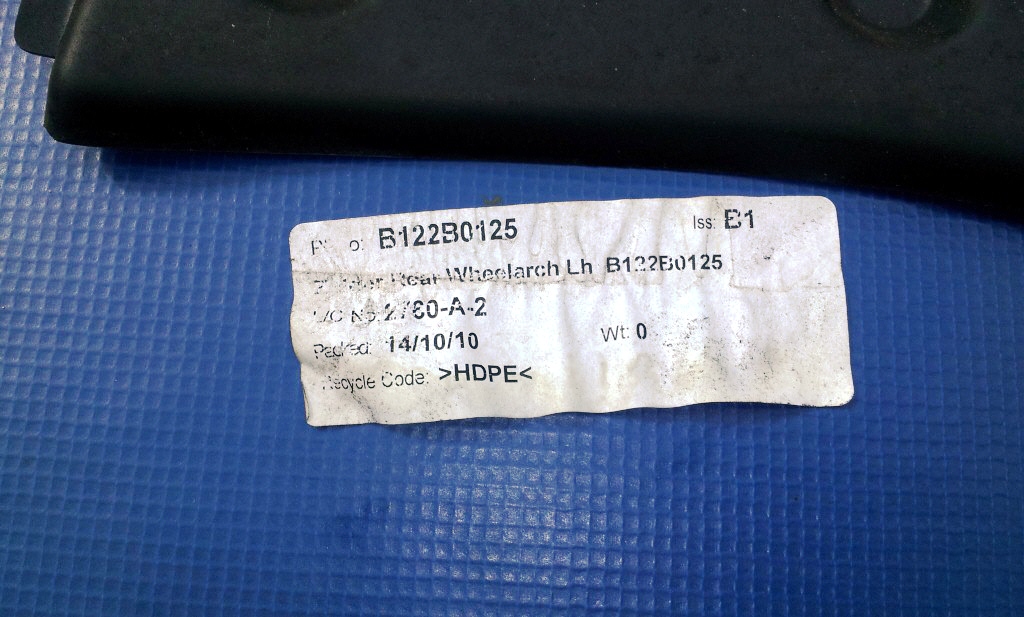 B122B0125 Iss: B1
Rear Wheelarch Lh B122B0125
2760-A-2
Packed: 14/10/10 Wt: 0
Recycle Code: >HDPE<